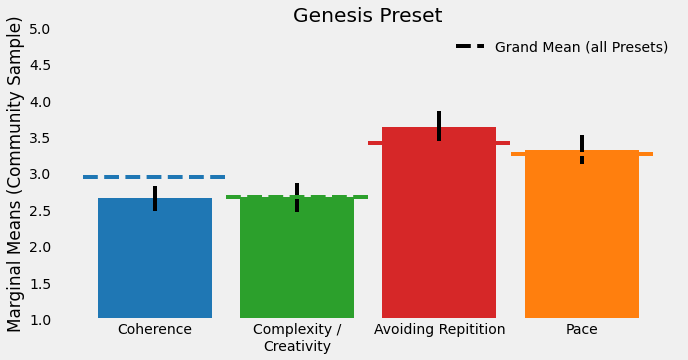 Genesis Preset
Marginal Means (Community Sample)
5.0
4.5
4.0
3.5
3.0
2.5
2.0
1.5
1.0
Grand Mean (all Presets)
Coherence
Complexity /
Creativity
Avoiding Repitition
Pace